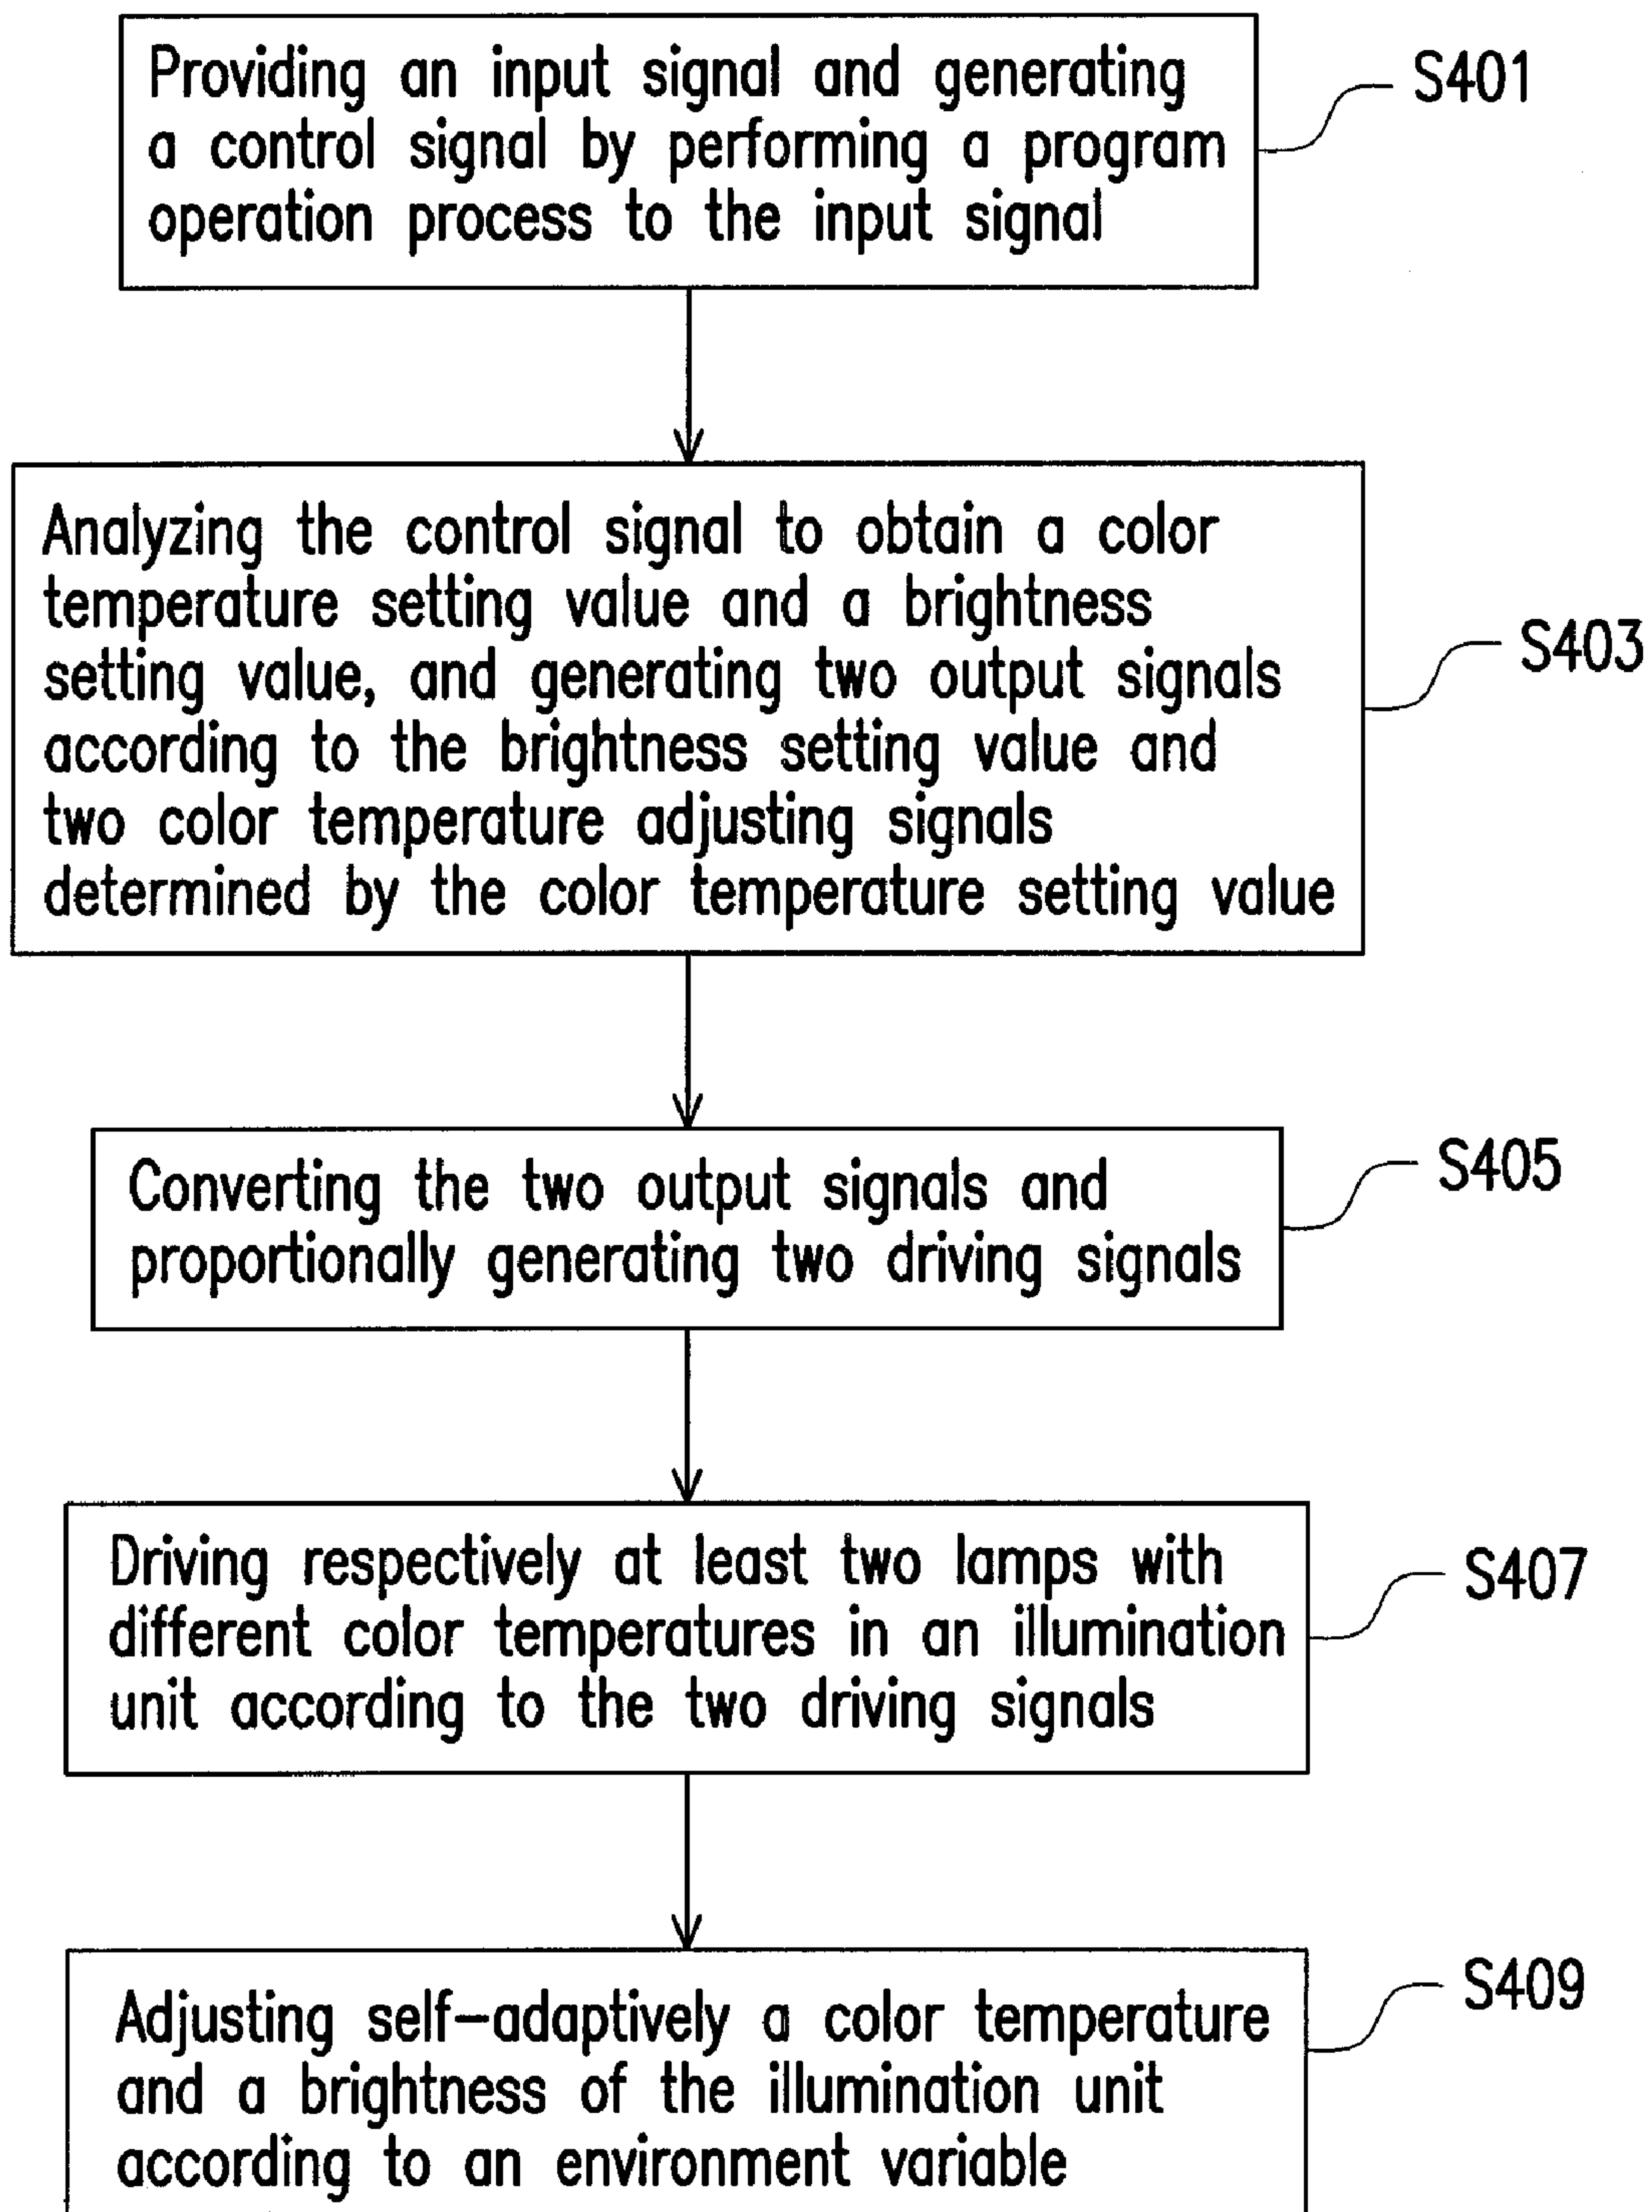 Providing an input signal and generating
a control signal by performing a program
operation process to the input signal
S401
Analyzing the control signal to obtain a color
temperature setting value and a brightness
setting value, and generating two output signals
according to the brightness setting value and
two color temperature adjusting signals
determined by the color temperature setting value
S403
Converting the two output signals and
proportionally generating two driving signals
S405
Driving respectively at least two lamps with
different color temperatures in an illumination
unit according to the two driving signals
S407
Adjusting self-adaptively a color temperature
and a brightness of the illumination unit
according to an environment variable
S409